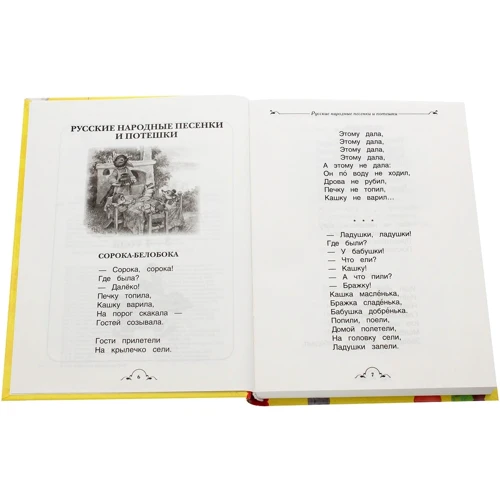 РУССКИЕ НАРОДНЫЕ ПЕСЕНКИ
И ПОТЕШКИ
СОРОКА-БЕЛОБОКА
— Сорока, сорока!
Где была?
— Далёко!
Печку топила,
Кашку варила,
На порог скакала —
Гостей созывала.
Гости прилетели
На крылечко сели.
6
Русские народные песенки и потешки
Этому дала,
Этому дала,
Этому дала,
Этому дала,
А этому не дала:
Он по́ воду не ходил,
Дрова не рубил,
Печку не топил,
Кашку не варил...
* * *
— Ладушки, ладушки!
Где были?
— У бабушки!
— Что ели?
— Кашку!
— А что пили?
— Бражку!
Кашка масленька,
Бражка сладенька,
Бабушка добренька.
Попили, поели,
Домой полетели,
На головку сели,
Ладушки запели.
7